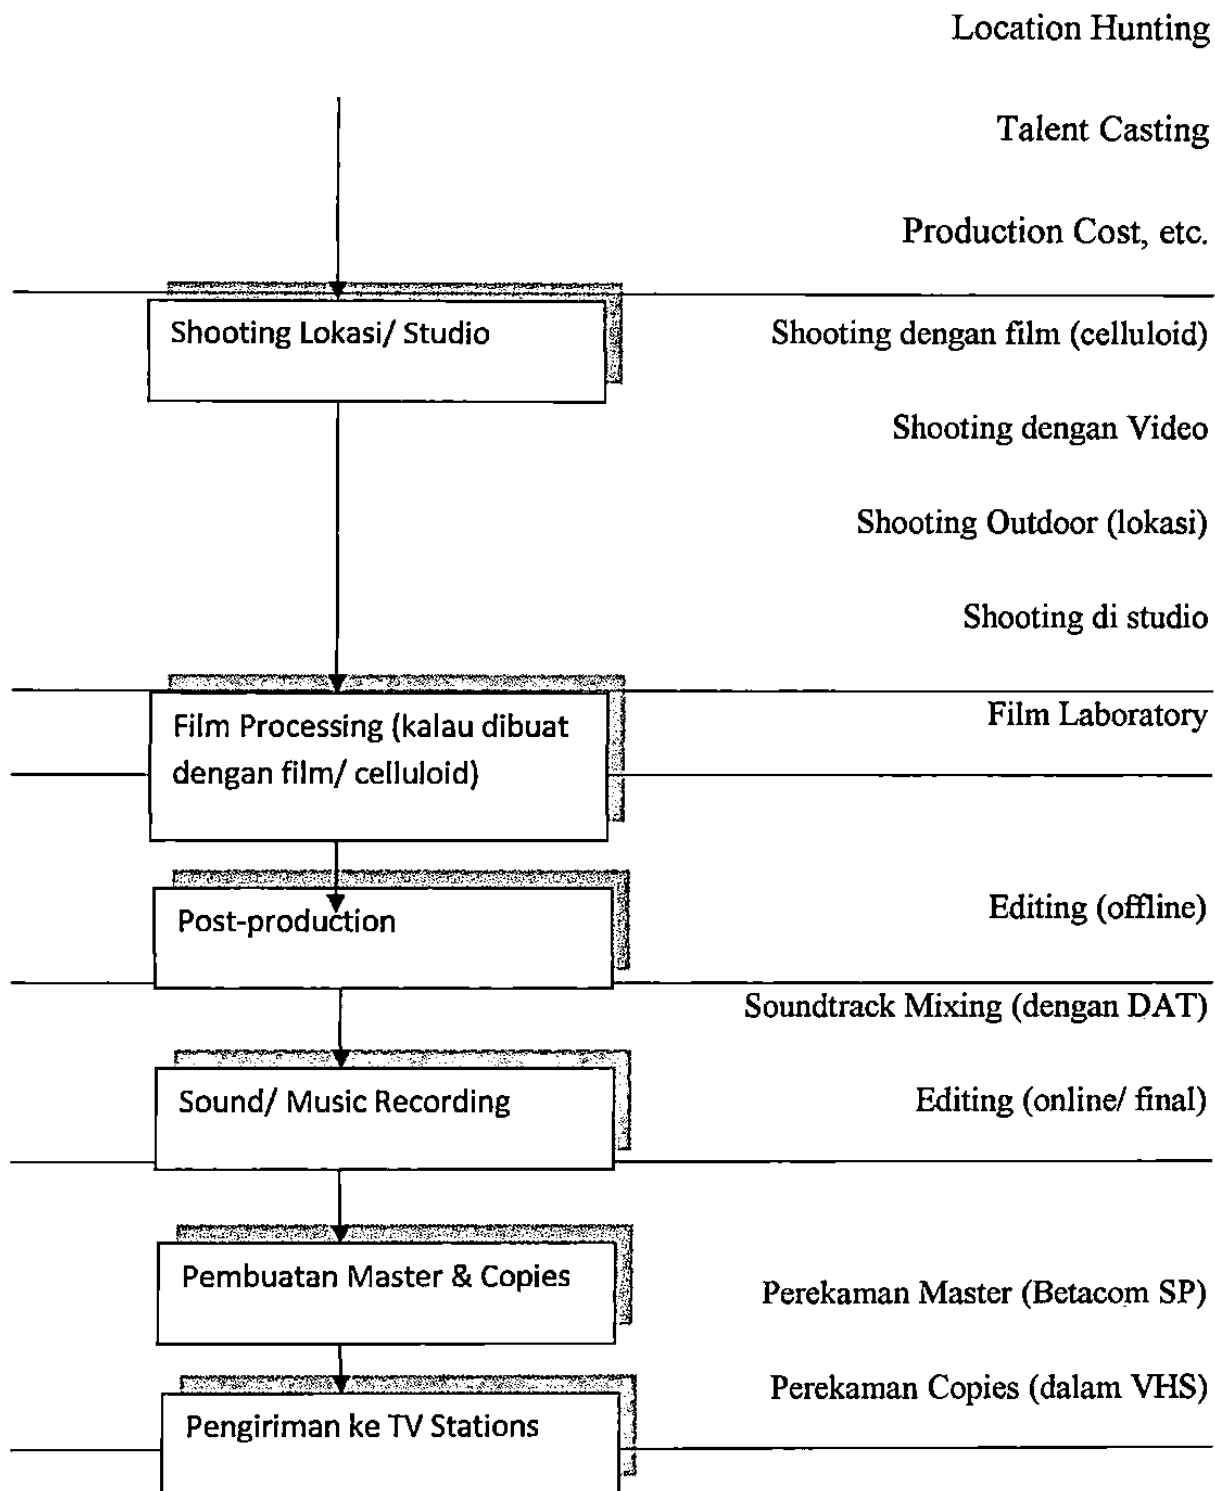 Location Hunting
Talent Casting
Production Cost, etc.
Shooting Lokasi/ Studio
Shooting dengan film (celluloid)
Shooting dengan Video
Shooting Outdoor (lokasi)
Shooting di studio
Film Processing (kalau dibuat
dengan film/ celluloid)
Film Laboratory
Post-production
Editing (offline)
Soundtrack Mixing (dengan DAT)
Sound/ Music Recording
Editing (online/ final)
Pembuatan Master & Copies
Perekaman Master (Betacom SP)
Perekaman Copies (dalam VHS)
Pengiriman ke TV Stations